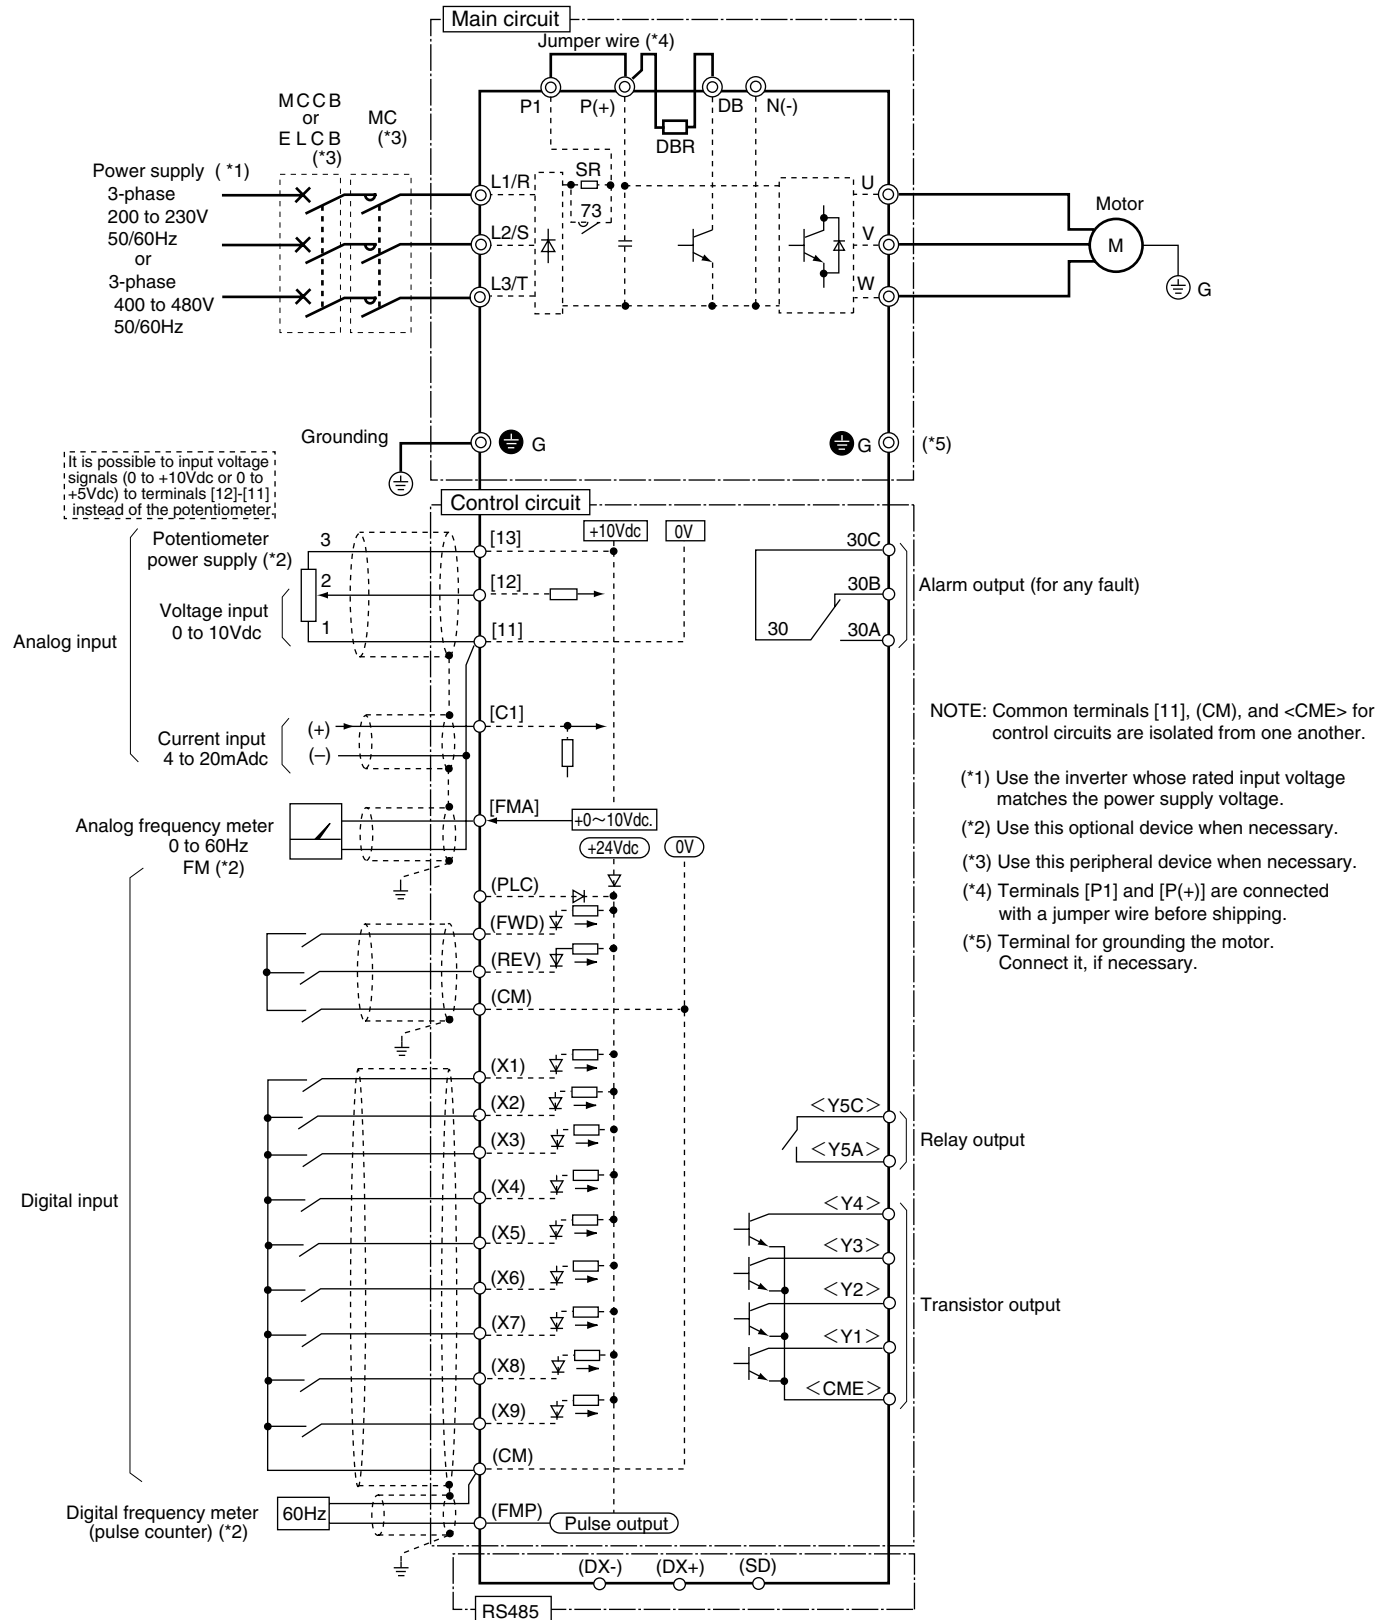 Main circuit
Jumper wire (*4)
P1
P(+)
DB
N(-)
DBR
MCCB
or
ELCB
(*3)
MC
(*3)
Power supply (*1)
3-phase
200 to 230V
50/60Hz
or
3-phase
400 to 480V
50/60Hz
L1/R
L2/S
L3/T
SR
73
U
V
W
Motor
M
G
Grounding
G
G
(*5)
It is possible to input voltage
signals (0 to +10Vdc or 0 to
+5Vdc) to terminals [12]-[11]
instead of the potentiometer.
Control circuit
Potentiometer
power supply (*2)
3
2
1
Voltage input
0 to 10Vdc
Analog input
[13]
[12]
[11]
+10Vdc
0V
30C
30B
30
30A
Alarm output (for any fault)
Current input
4 to 20mAdc
(+)
(–)
[C1]
NOTE: Common terminals [11], (CM), and <CME> for
control circuits are isolated from one another.
(*1) Use the inverter whose rated input voltage
matches the power supply voltage.
(*2) Use this optional device when necessary.
(*3) Use this peripheral device when necessary.
(*4) Terminals [P1] and [P(+)] are connected
with a jumper wire before shipping.
(*5) Terminal for grounding the motor.
Connect it, if necessary.
Analog frequency meter
0 to 60Hz
FM (*2)
[FMA]
+0～10Vdc.
+24Vdc
0V
(PLC)
(FWD)
(REV)
(CM)
Digital input
(X1)
(X2)
(X3)
(X4)
(X5)
(X6)
(X7)
(X8)
(X9)
(CM)
<Y5C>
<Y5A>
Relay output
<Y4>
<Y3>
<Y2>
<Y1>
<CME>
Transistor output
Digital frequency meter
(pulse counter) (*2)
60Hz
(FMP)
Pulse output
(DX-)
(DX+)
(SD)
RS485